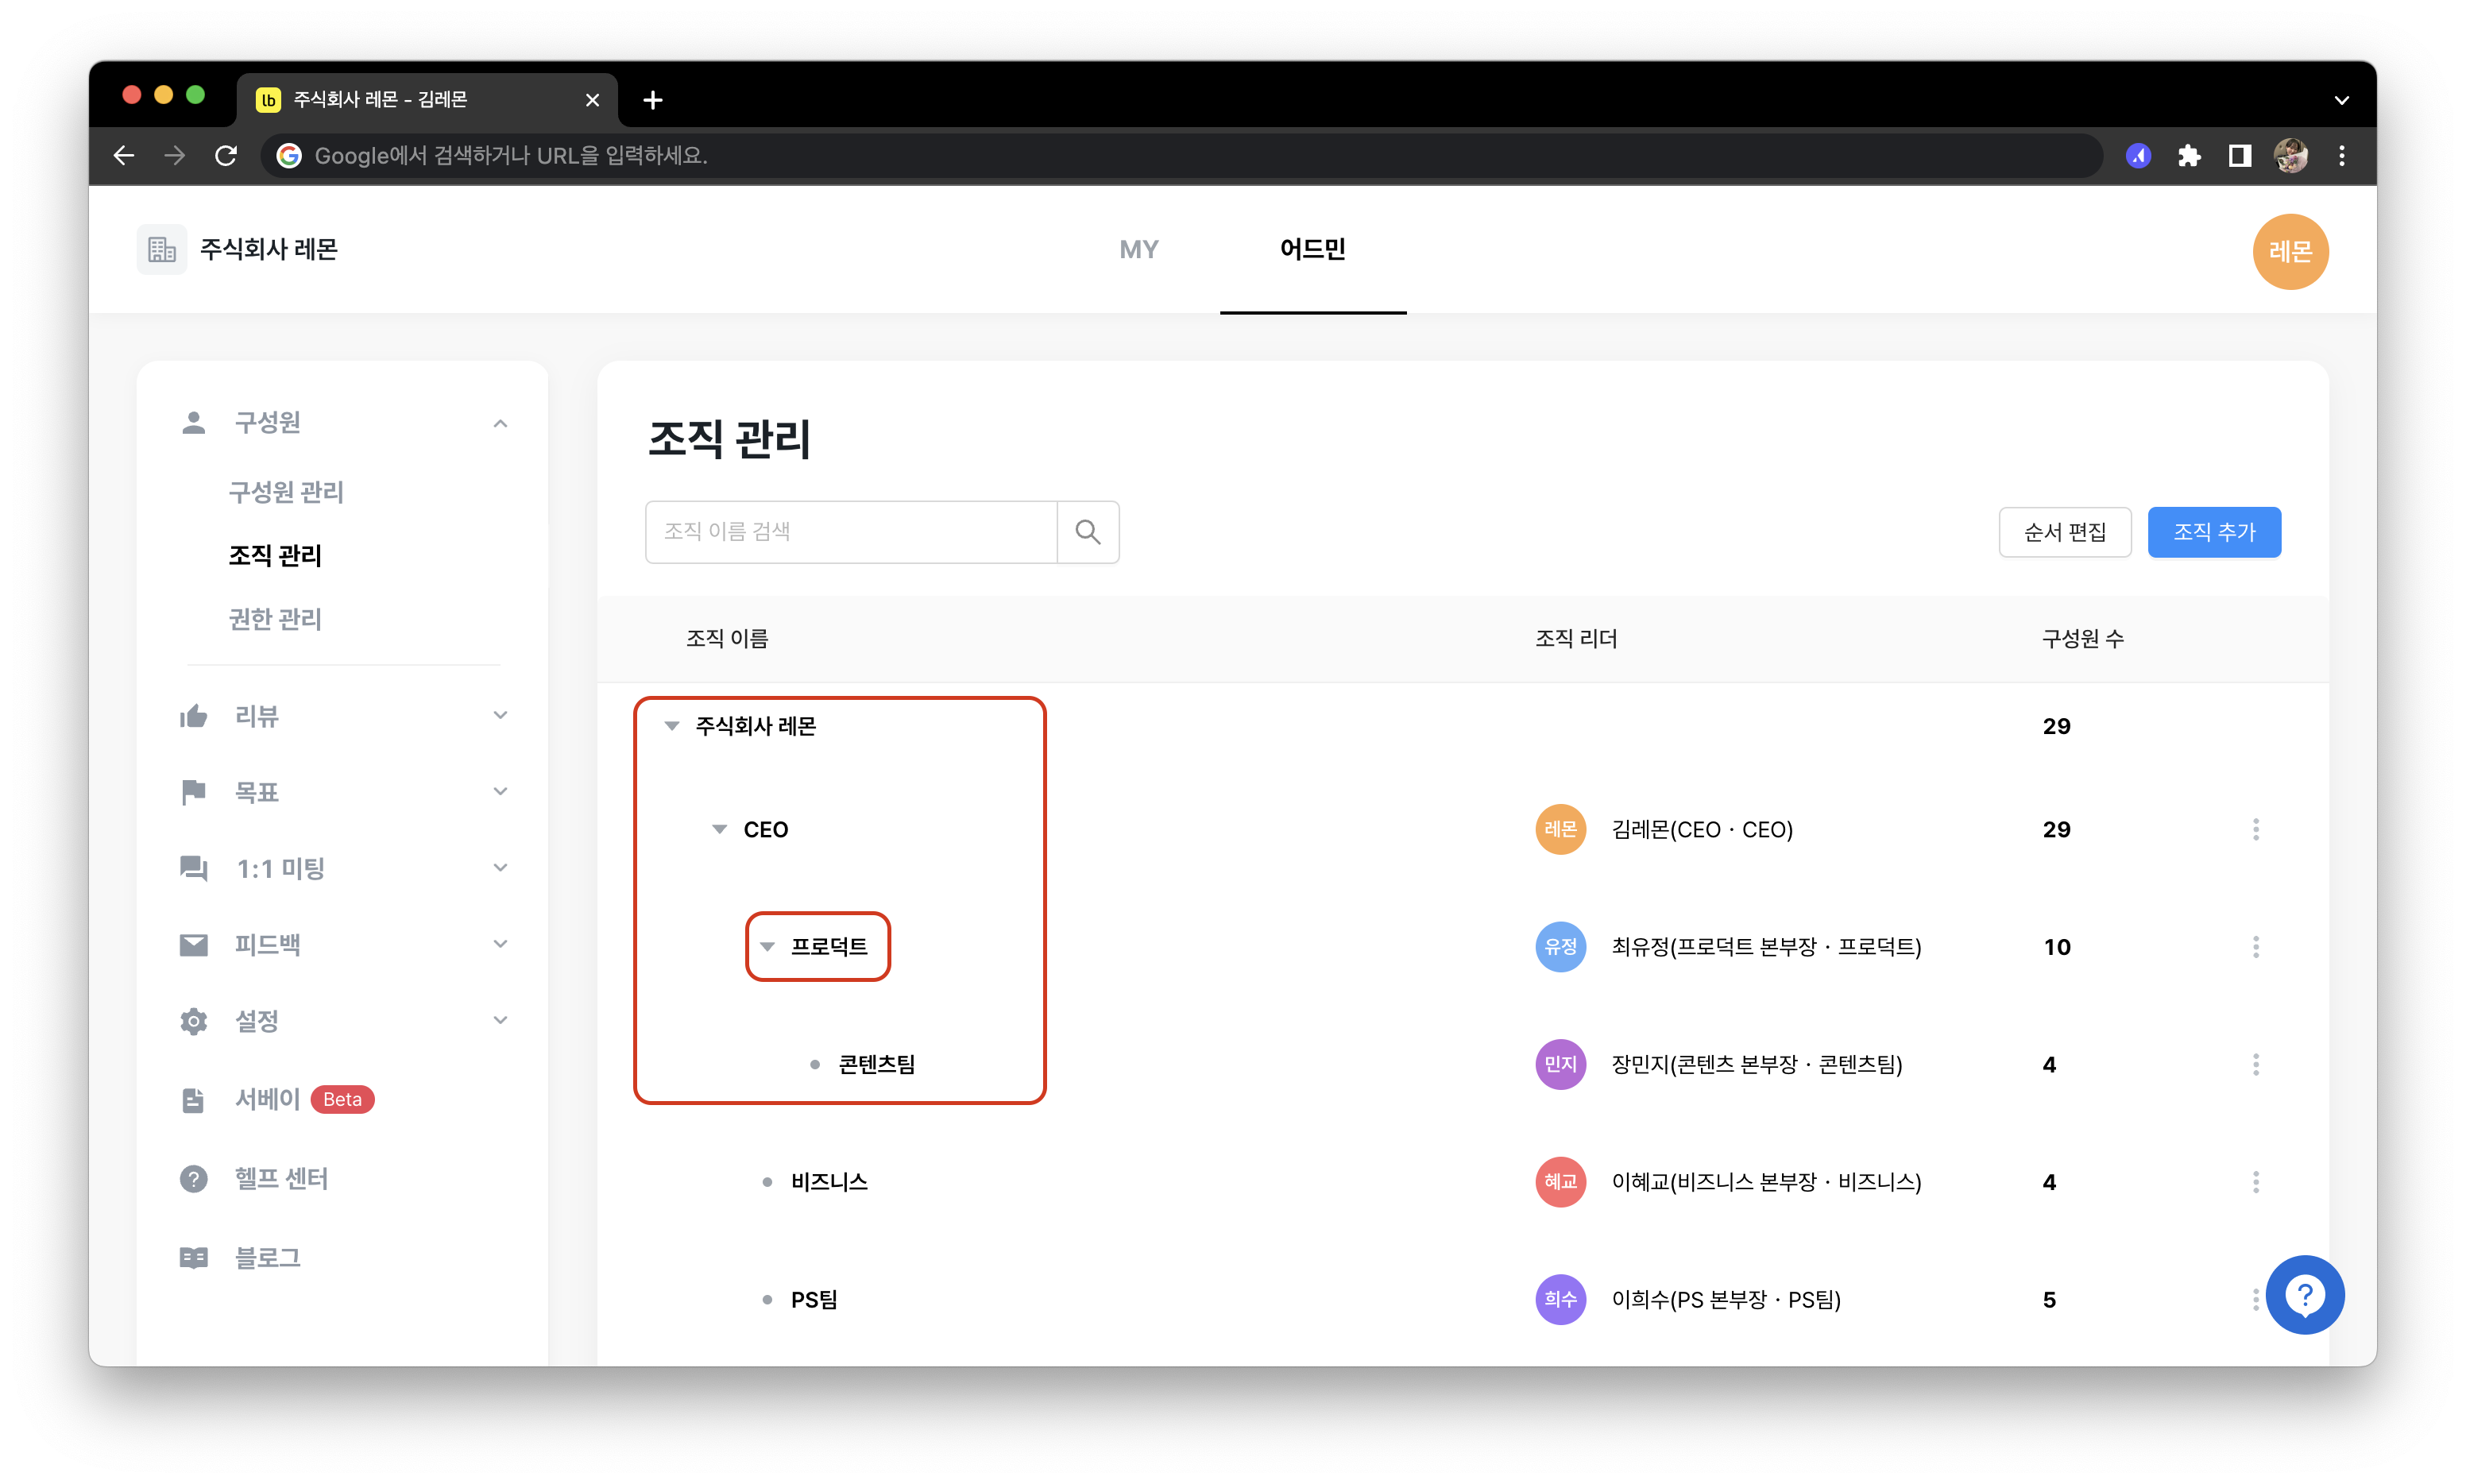 lb 주식회사 레몬 - 김레몬
Google에서 검색하거나 URL을 입력하세요.
주식회사 레몬
MY
어드민
레몬
구성원
구성원 관리
조직 관리
권한 관리
리뷰
목표
1:1 미팅
피드백
설정
서베이 Beta
헬프 센터
블로그
조직 관리
조직 이름 검색
순서 편집
조직 추가
조직 이름 조직 리더 구성원 수
주식회사 레몬 29
CEO 레몬 김레몬(CEO · CEO) 29
프로덕트 유정 최유정(프로덕트 본부장 · 프로덕트) 10
콘텐츠팀 민지 장민지(콘텐츠 본부장 · 콘텐츠팀) 4
비즈니스 혜교 이혜교(비즈니스 본부장 · 비즈니스) 4
PS팀 희수 이희수(PS 본부장 · PS팀) 5